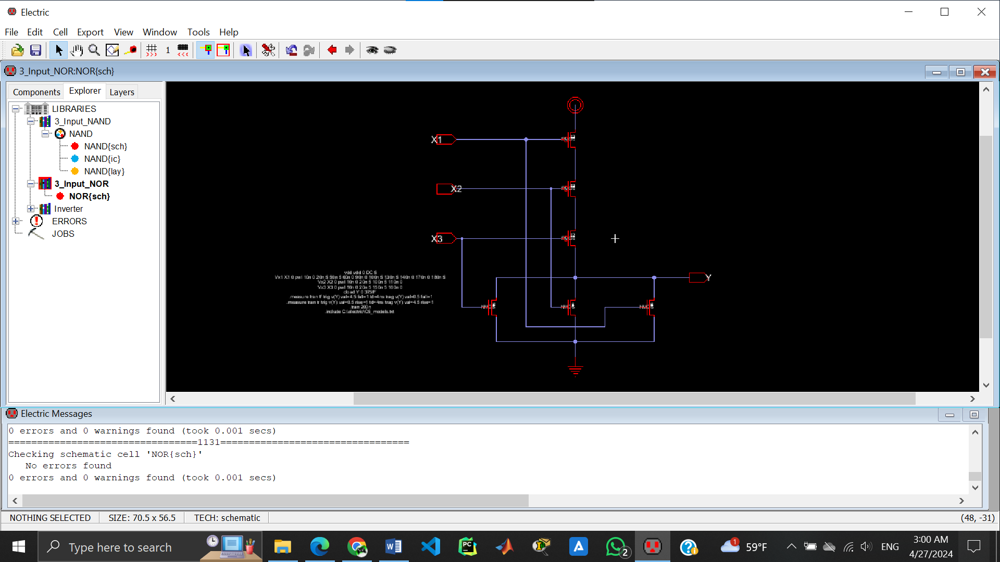 Electric
File Edit Cell Export View Window Tools Help
1
3_Input_NOR:NOR{sch}
Components Explorer Layers
LIBRARIES
3_Input_NAND
NAND
NAND{sch}
NAND{ic}
NAND{lay}
3_Input_NOR
NOR{sch}
Inverter
ERRORS
JOBS
X1
X2
X3
Y
vdd vdd 0 DC 5
Vx1 X1 0 pwl 10n 0 20n 5 50n 5 60n 0 90n 0 100n 5 130n 5 140n 0 170n 0 180n 5
Vx2 X2 0 pwl 10n 0 20n 5 100n 5 110n 0
Vx3 X3 0 pwl 10n 0 20n 5 150n 5 160n 0
cload Y 0 375fF
.measure tran tf trig v(Y) val=4.5 fall=1 td=4ns targ v(Y) val=0.5 fall=1
.measure tran tr trig v(Y) val=0.5 rise=1 td=4ns targ v(Y) val=4.5 rise=1
.tran 200n
.include C:\electric\C5_models.txt
Electric Messages
0 errors and 0 warnings found (took 0.001 secs)
=================================1131=================================
Checking schematic cell 'NOR{sch}'
No errors found
0 errors and 0 warnings found (took 0.001 secs)
NOTHING SELECTED SIZE: 70.5 x 56.5 TECH: schematic (48, -31)
Type here to search
2
1
59°F
ENG
3:00 AM
4/27/2024